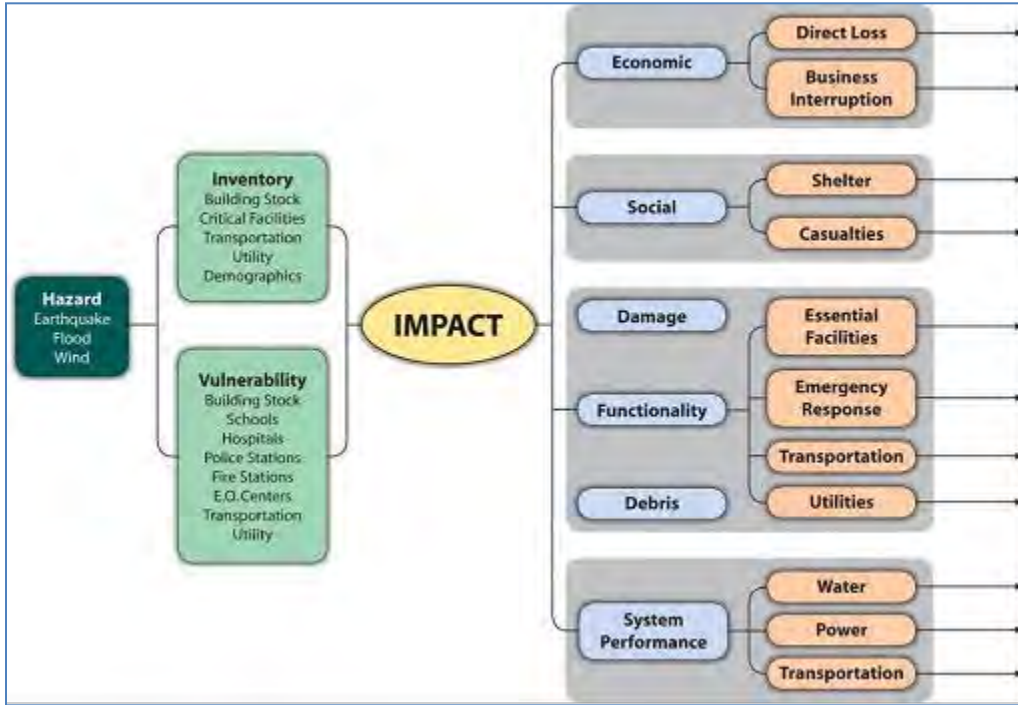 Hazard
Earthquake
Flood
Wind
Inventory
Building Stock
Critical Facilities
Transportation
Utility
Demographics
Vulnerability
Building Stock
Schools
Hospitals
Police Stations
Fire Stations
E.O. Centers
Transportation
Utility
IMPACT
Economic
Direct Loss
Business
Interruption
Social
Shelter
Casualties
Damage
Functionality
Debris
Essential
Facilities
Emergency
Response
Transportation
Utilities
System
Performance
Water
Power
Transportation